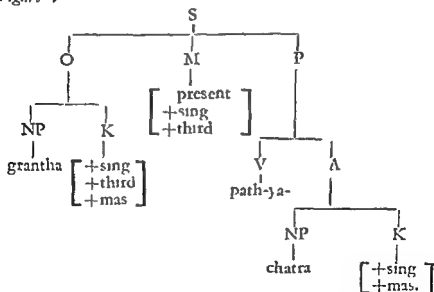 S
O M P
present
+sing
+third
NP K
grantha
+sing
+third
+mas
V A
path-ya-
NP K
chatra
+sing
+mas.